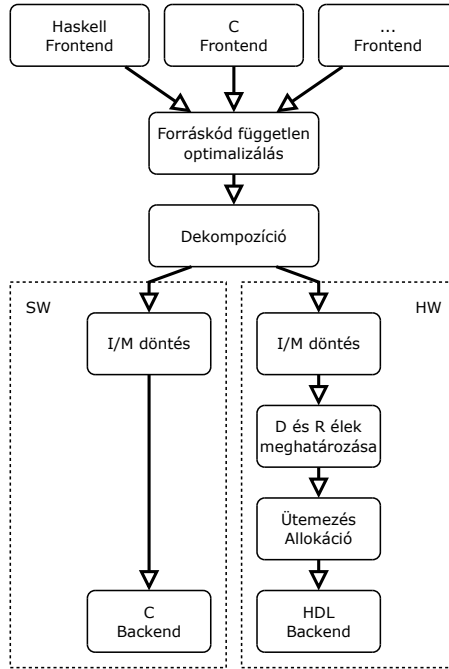 Haskell
Frontend
C
Frontend
...
Frontend
Forráskód független
optimalizálás
Dekompozíció
SW
HW
I/M döntés
I/M döntés
D és R élek
meghatározása
Ütemezés
Allokáció
C
Backend
HDL
Backend